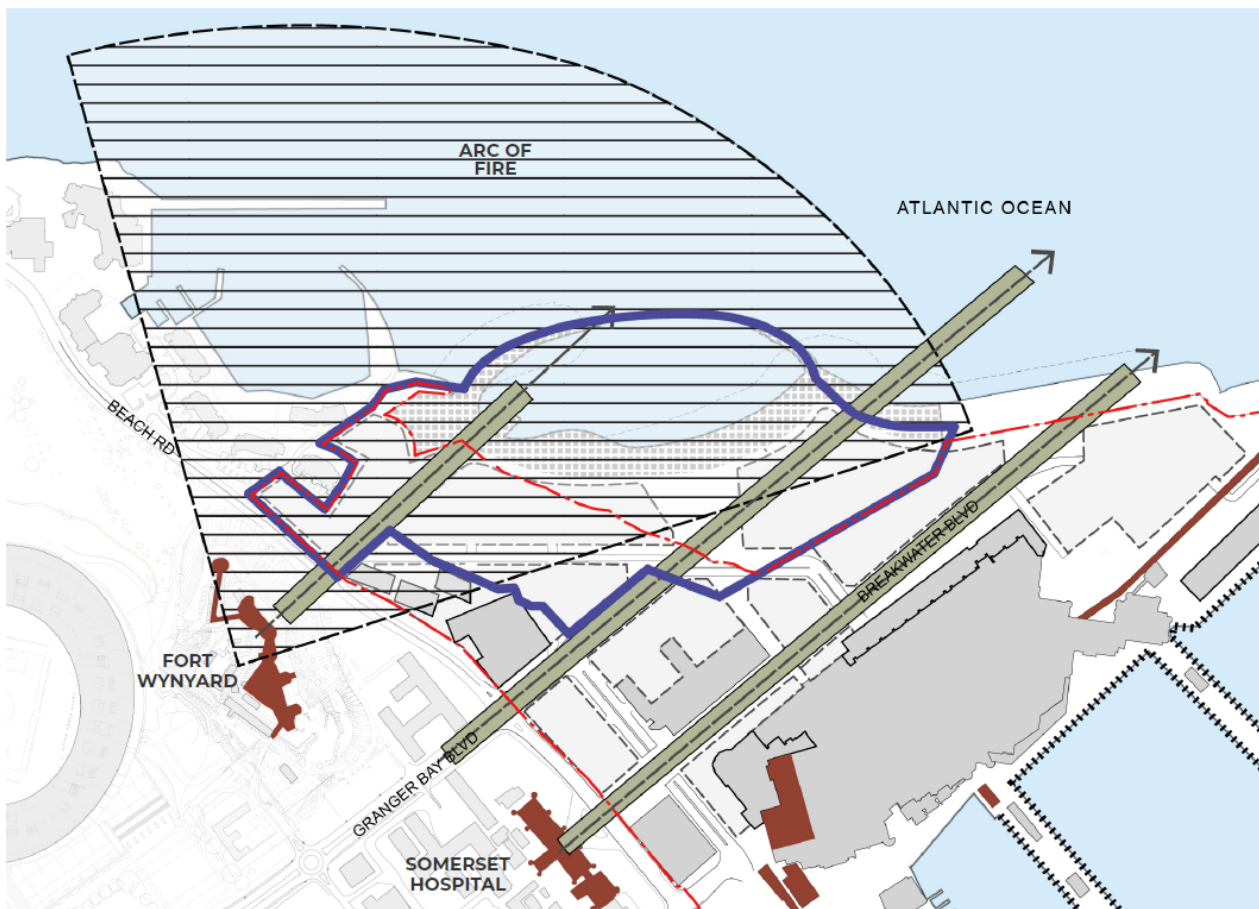 ARC OF
FIRE
ATLANTIC OCEAN
BEACH RD
BREAKWATER BLVD
FORT
WYNYARD
GRANGER BAY BLVD
SOMERSET
HOSPITAL